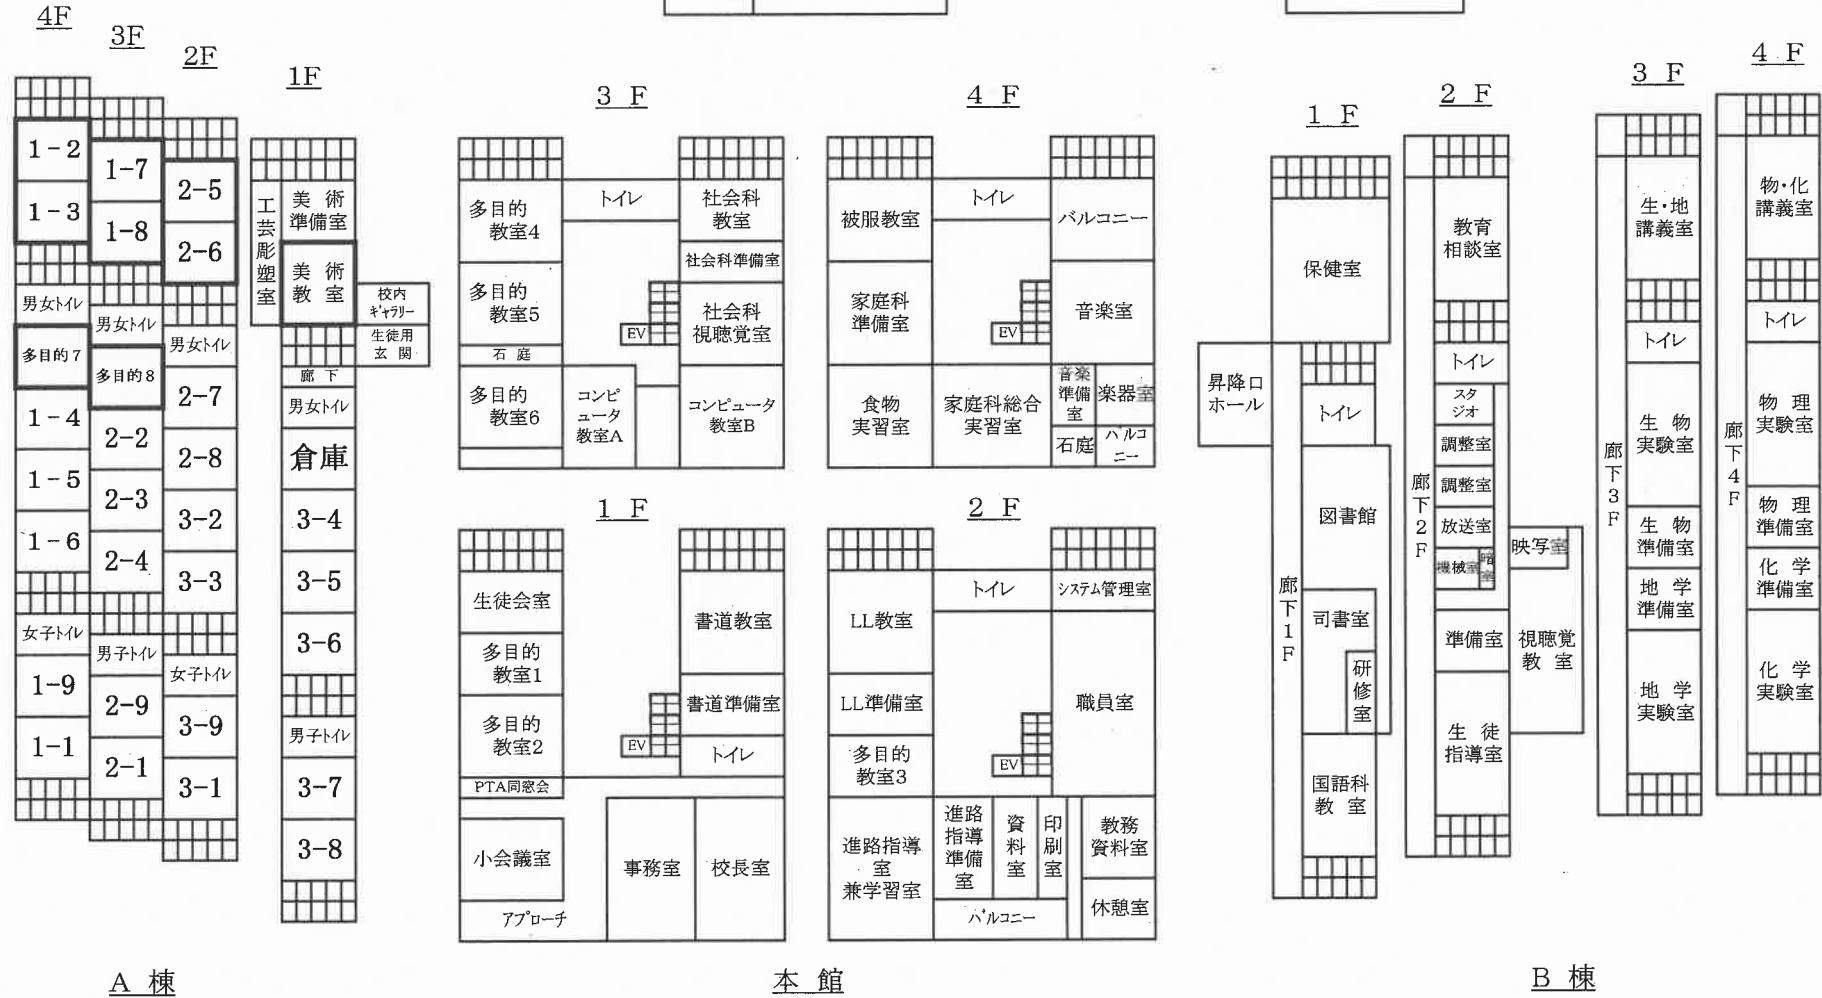 4F
1-2
1-3
男女トイレ
多目的7
1-4
1-5
1-6
女子トイレ
1-9
1-1
3F
1-7
1-8
男女トイレ
多目的8
2-2
2-3
2-4
男子トイレ
2-9
2-1
2F
2-5
2-6
男女トイレ
2-7
2-8
3-2
3-3
女子トイレ
3-9
3-1
1F
工芸彫塑室
美術
準備室
美術
教室
校内
ギャラリー
生徒用
玄関
廊下
男女トイレ
倉庫
3-4
3-5
3-6
男子トイレ
3-7
3-8
A 棟
3 F
多目的
教室4
トイレ
社会科
教室
社会科準備室
多目的
教室5
EV
社会科
視聴覚室
石庭
多目的
教室6
コンピ
ュータ
教室A
コンピュータ
教室B
4 F
被服教室
トイレ
バルコニー
家庭科
準備室
EV
音楽室
食物
実習室
家庭科総合
実習室
音楽
準備
室
楽器室
石庭
バルコ
ニー
1 F
生徒会室
書道教室
多目的
教室1
多目的
教室2
EV
書道準備室
トイレ
PTA同窓会
小会議室
事務室
校長室
アプローチ
2 F
LL教室
トイレ
システム管理室
LL準備室
職員室
多目的
教室3
EV
進路指導
室
兼学習室
進路
指導
準備
室
資料室
印刷室
教務
資料室
バルコニー
休憩室
本館
1 F
保健室
昇降口
ホール
トイレ
図書館
廊下1F
司書室
研修室
国語科
教室
2 F
教育
相談室
トイレ
スタ
ジオ
調整室
調整室
放送室
機械室
暗室
廊下2F
映写室
準備室
視聴覚
教室
生徒
指導室
3 F
生・地
講義室
トイレ
生物
実験室
廊下3F
生物
準備室
地学
準備室
地学
実験室
4 F
物・化
講義室
トイレ
物理
実験室
廊下4F
物理
準備室
化学
準備室
化学
実験室
B 棟